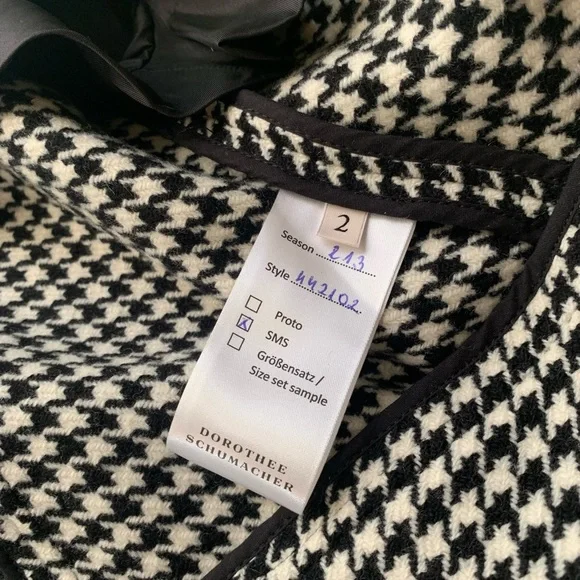 2
Season 213
Style 442102
Proto
SMS
Größensatz /
Size set sample
DOROTHEE
SCHUMACHER